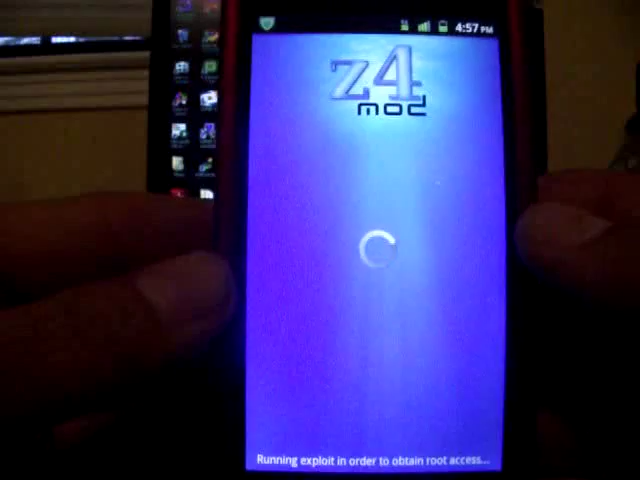 4:57 PM
z4
mod
Running exploit in order to obtain root access...